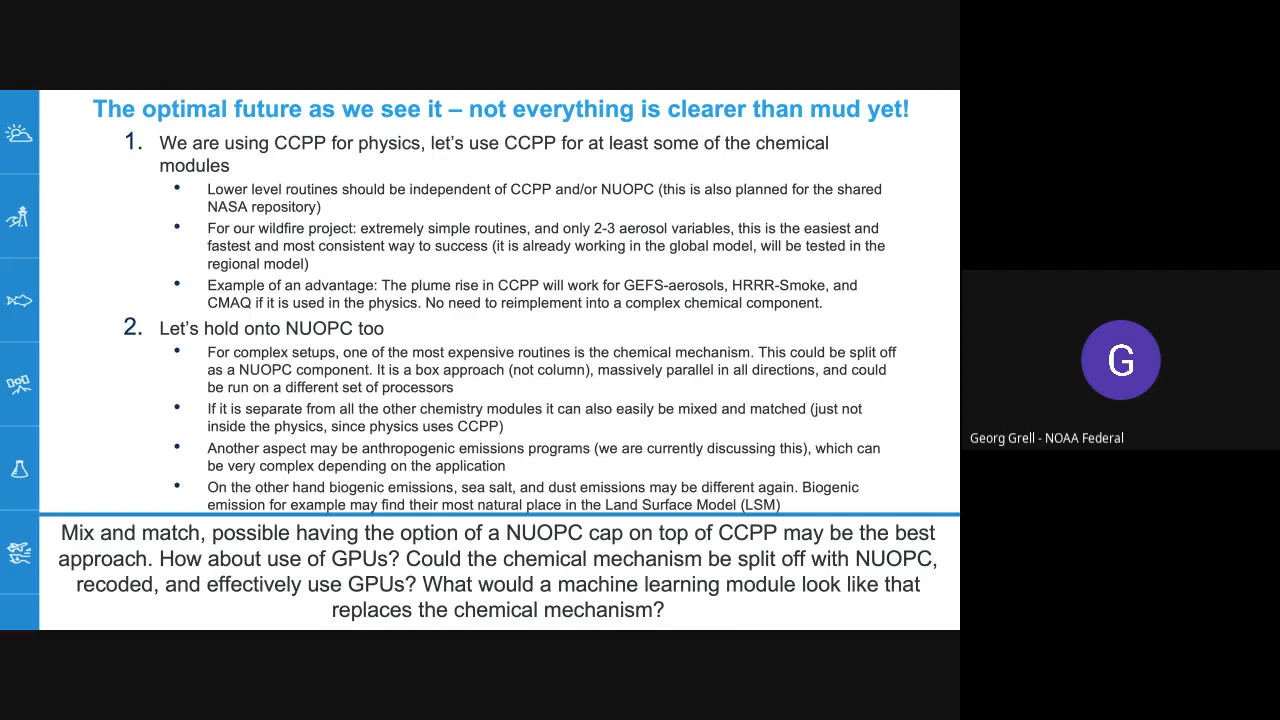 The optimal future as we see it – not everything is clearer than mud yet!
1. We are using CCPP for physics, let's use CCPP for at least some of the chemical
modules
• Lower level routines should be independent of CCPP and/or NUOPC (this is also planned for the shared
NASA repository)
• For our wildfire project: extremely simple routines, and only 2-3 aerosol variables, this is the easiest and
fastest and most consistent way to success (it is already working in the global model, will be tested in the
regional model)
• Example of an advantage: The plume rise in CCPP will work for GEFS-aerosols, HRRR-Smoke, and
CMAQ if it is used in the physics. No need to reimplement into a complex chemical component.
2. Let's hold onto NUOPC too
• For complex setups, one of the most expensive routines is the chemical mechanism. This could be split off
as a NUOPC component. It is a box approach (not column), massively parallel in all directions, and could
be run on a different set of processors
• If it is separate from all the other chemistry modules it can also easily be mixed and matched (just not
inside the physics, since physics uses CCPP)
• Another aspect may be anthropogenic emissions programs (we are currently discussing this), which can
be very complex depending on the application
• On the other hand biogenic emissions, sea salt, and dust emissions may be different again. Biogenic
emission for example may find their most natural place in the Land Surface Model (LSM)
Mix and match, possible having the option of a NUOPC cap on top of CCPP may be the best
approach. How about use of GPUs? Could the chemical mechanism be split off with NUOPC,
recoded, and effectively use GPUs? What would a machine learning module look like that
replaces the chemical mechanism?
G
Georg Grell - NOAA Federal